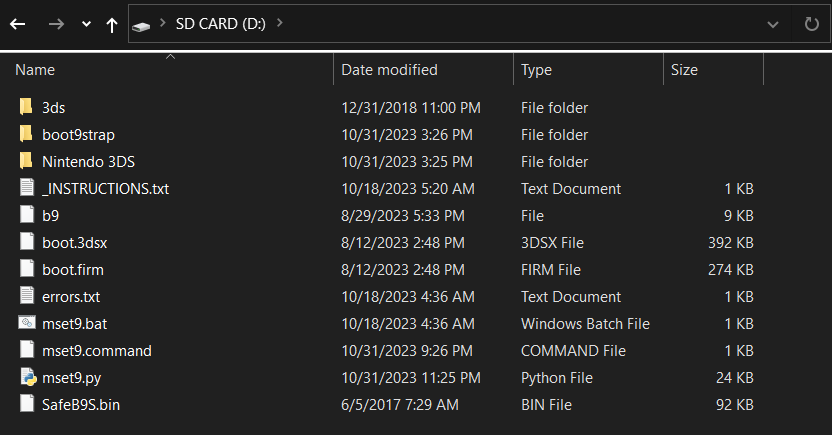 SD CARD (D:)
Name Date modified Type Size
3ds 12/31/2018 11:00 PM File folder
boot9strap 10/31/2023 3:26 PM File folder
Nintendo 3DS 10/31/2023 3:25 PM File folder
_INSTRUCTIONS.txt 10/18/2023 5:20 AM Text Document 1 KB
b9 8/29/2023 5:33 PM File 9 KB
boot.3dsx 8/12/2023 2:48 PM 3DSX File 392 KB
boot.firm 8/12/2023 2:48 PM FIRM File 274 KB
errors.txt 10/18/2023 4:36 AM Text Document 1 KB
mset9.bat 10/18/2023 4:36 AM Windows Batch File 1 KB
mset9.command 10/31/2023 9:26 PM COMMAND File 1 KB
mset9.py 10/31/2023 11:25 PM Python File 24 KB
SafeB9S.bin 6/5/2017 7:29 AM BIN File 92 KB